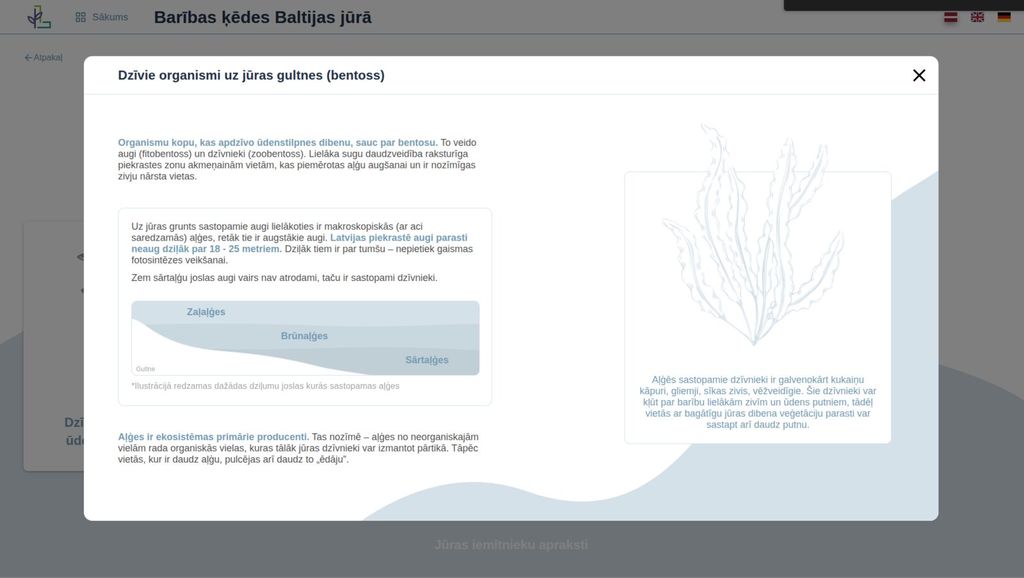 Sākums
Barības ķēdes Baltijas jūrā
Atpakaļ
Dzīvie organismi uz jūras gultnes (bentoss)
Organismu kopu, kas apdzīvo ūdenstilpnes dibenu, sauc par bentosu. To veido
augi (fitobentoss) un dzīvnieki (zoobentoss). Lielāka sugu daudzveidība raksturīga
piekrastes zonu akmeņainām vietām, kas piemērotas aļģu augšanai un ir nozīmīgas
zivju nārsta vietas.
Uz jūras grunts sastopamie augi lielākoties ir makroskopiskās (ar aci
saredzamās) aļģes, retāk tie ir augstākie augi. Latvijas piekrastē augi parasti
neaug dziļāk par 18 - 25 metriem. Dziļāk tiem ir par tumšu – nepietiek gaismas
fotosintēzes veikšanai.
Zem sārtaļģu joslas augi vairs nav atrodami, taču ir sastopami dzīvnieki.
Zaļaļģes
Brūnaļģes
Sārtaļģes
Gultne
*Ilustrācijā redzamas dažādas dziļumu joslas kurās sastopamas aļģes
Aļģes ir ekosistēmas primārie producenti. Tas nozīmē – aļģes no neorganiskajām
vielām rada organiskās vielas, kuras tālāk jūras dzīvnieki var izmantot pārtikā. Tāpēc
vietās, kur ir daudz aļģu, pulcējas arī daudz to „ēdāju”.
Aļģēs sastopamie dzīvnieki ir galvenokārt kukaiņu
kāpuri, gliemji, sīkas zivis, vēžveidīgie. Šie dzīvnieki var
kļūt par barību lielākām zivīm un ūdens putniem, tādēļ
vietās ar bagātīgu jūras dibena veģetāciju parasti var
sastapt arī daudz putnu.
Dzī
ūde
Jūras iemītnieku apraksti